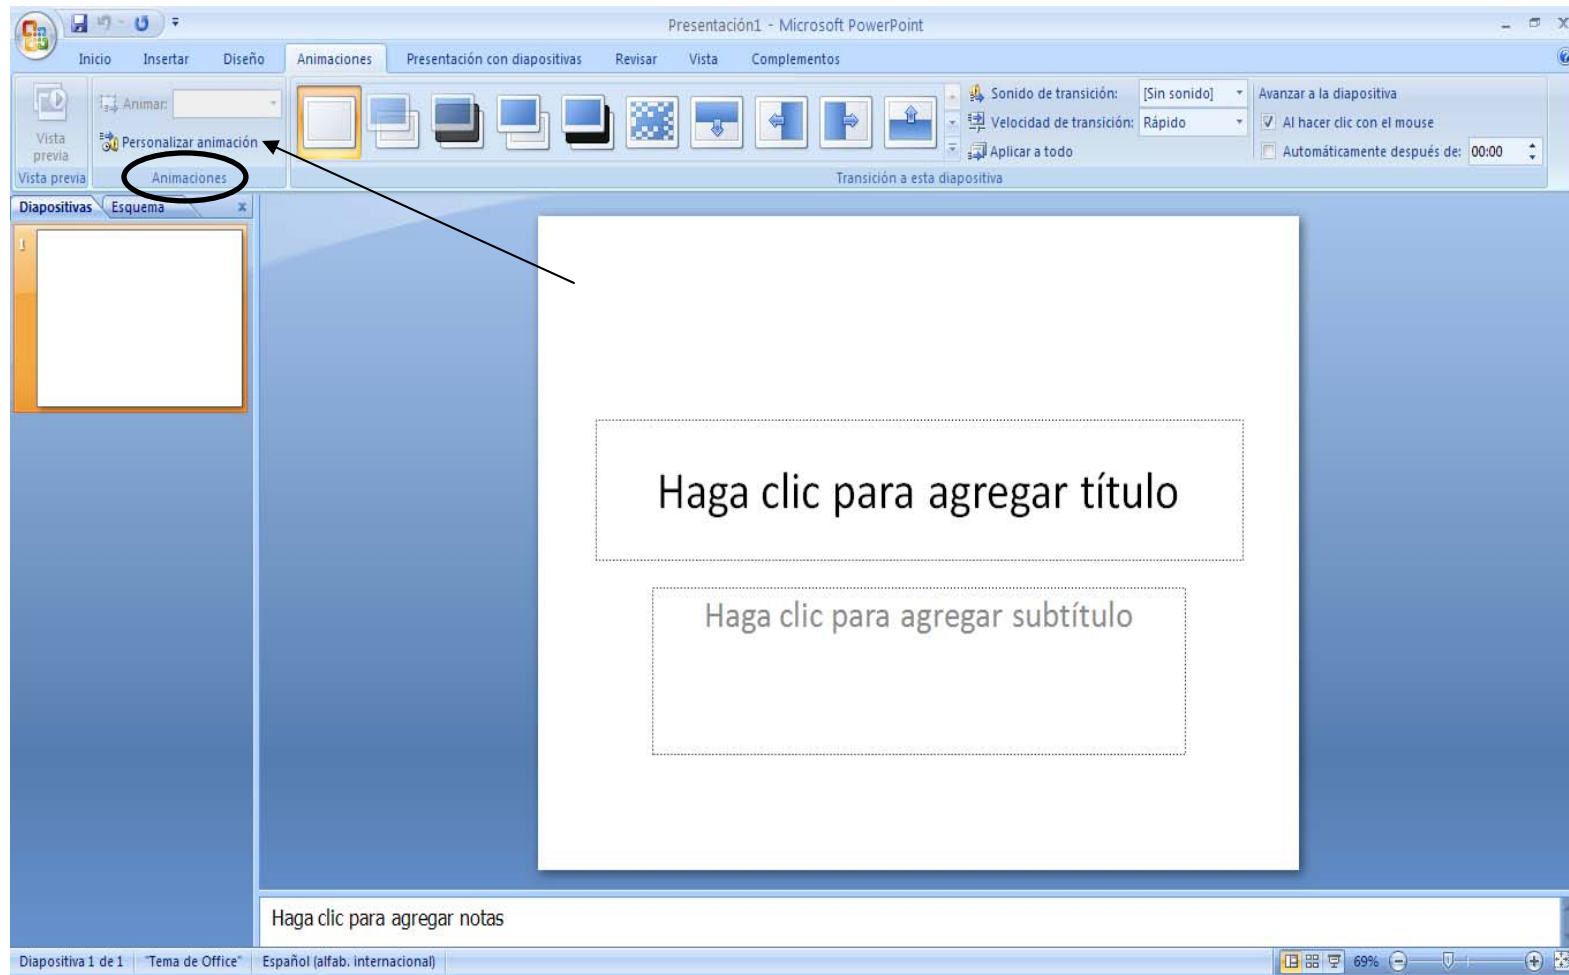 Presentación1 - Microsoft PowerPoint
Inicio Insertar Diseño Animaciones Presentación con diapositivas Revisar Vista Complementos
Vista previa
Animar:
Personalizar animación
Sonido de transición: [Sin sonido]
Velocidad de transición: Rápido
Aplicar a todo
Avanzar a la diapositiva
Al hacer clic con el mouse
Automáticamente después de: 00:00
Vista previa Animaciones Transición a esta diapositiva
Diapositivas Esquema x
1
Haga clic para agregar título
Haga clic para agregar subtítulo
Haga clic para agregar notas
Diapositiva 1 de 1 "Tema de Office" Español (alfab. internacional) 69%